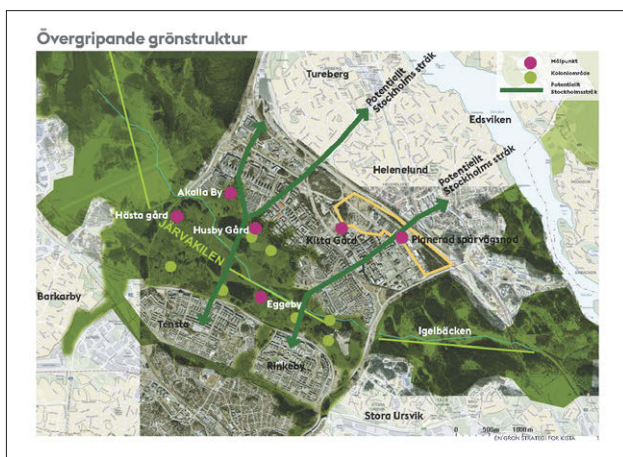 Övergripande grönstruktur
Målpunkt
Koloniområde
Potentiellt
Stockholmsstråk
Tureberg
Potentiellt
Stockholms stråk
Edsviken
Helenelund
Potentiellt
Stockholms stråk
Akalla By
Hästa gård
Husby Gård
Kista Gård
Planerad spårvägsnod
JÄRVAKILEN
Barkarby
Eggeby
Tensta
Igelbäcken
Rinkeby
Stora Ursvik
0 500m 1000 m
EN GRÖN STRATEGI FÖR KISTA